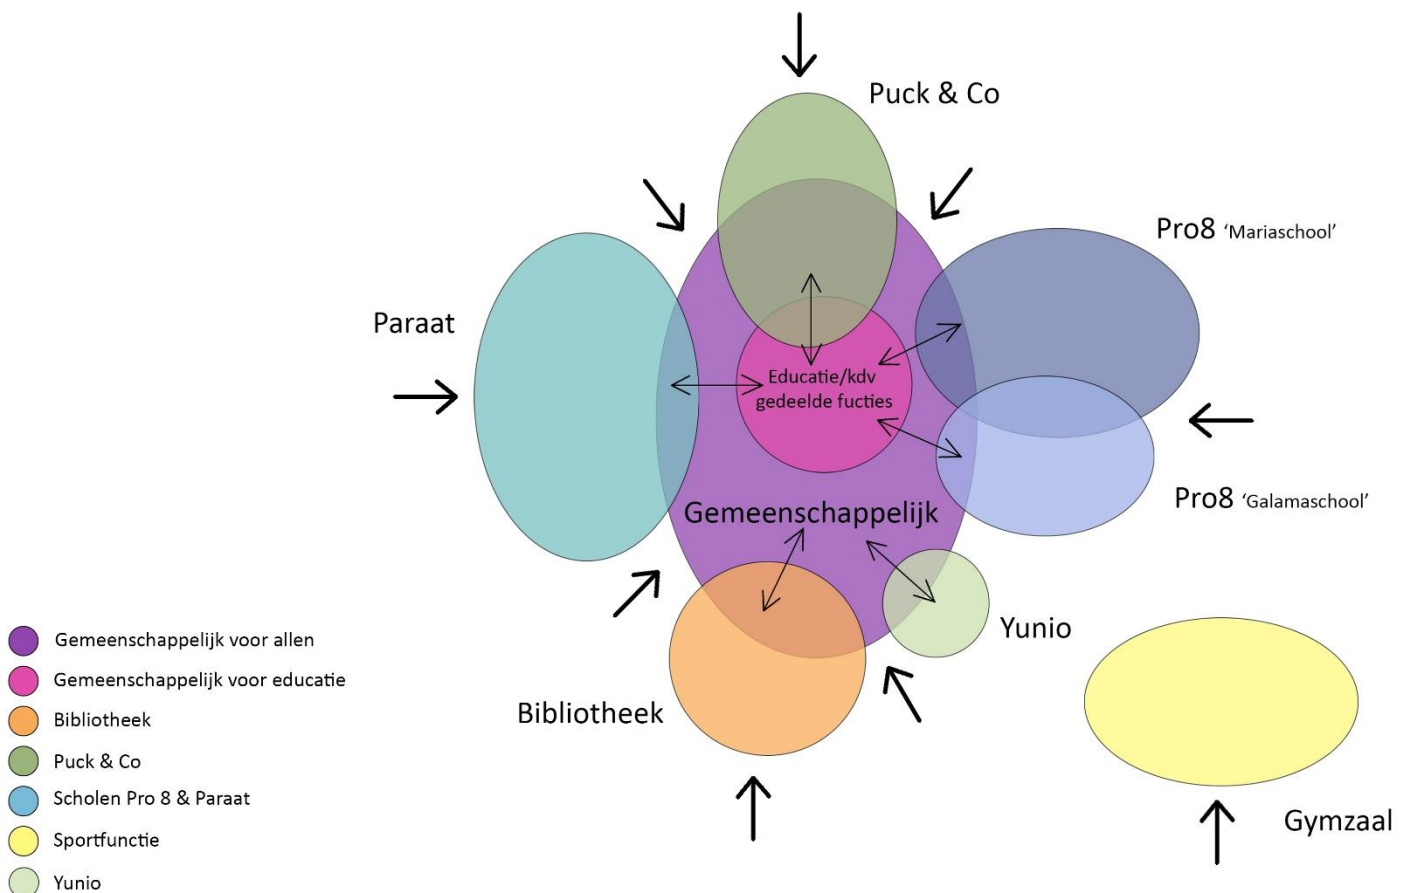 Puck & Co
Pro8 ‘Mariaschool’
Paraat
Educatie/kdv
gedeelde fucties
Pro8 ‘Galamaschool’
Gemeenschappelijk
Yunio
Bibliotheek
Gymzaal
Gemeenschappelijk voor allen
Gemeenschappelijk voor educatie
Bibliotheek
Puck & Co
Scholen Pro 8 & Paraat
Sportfunctie
Yunio